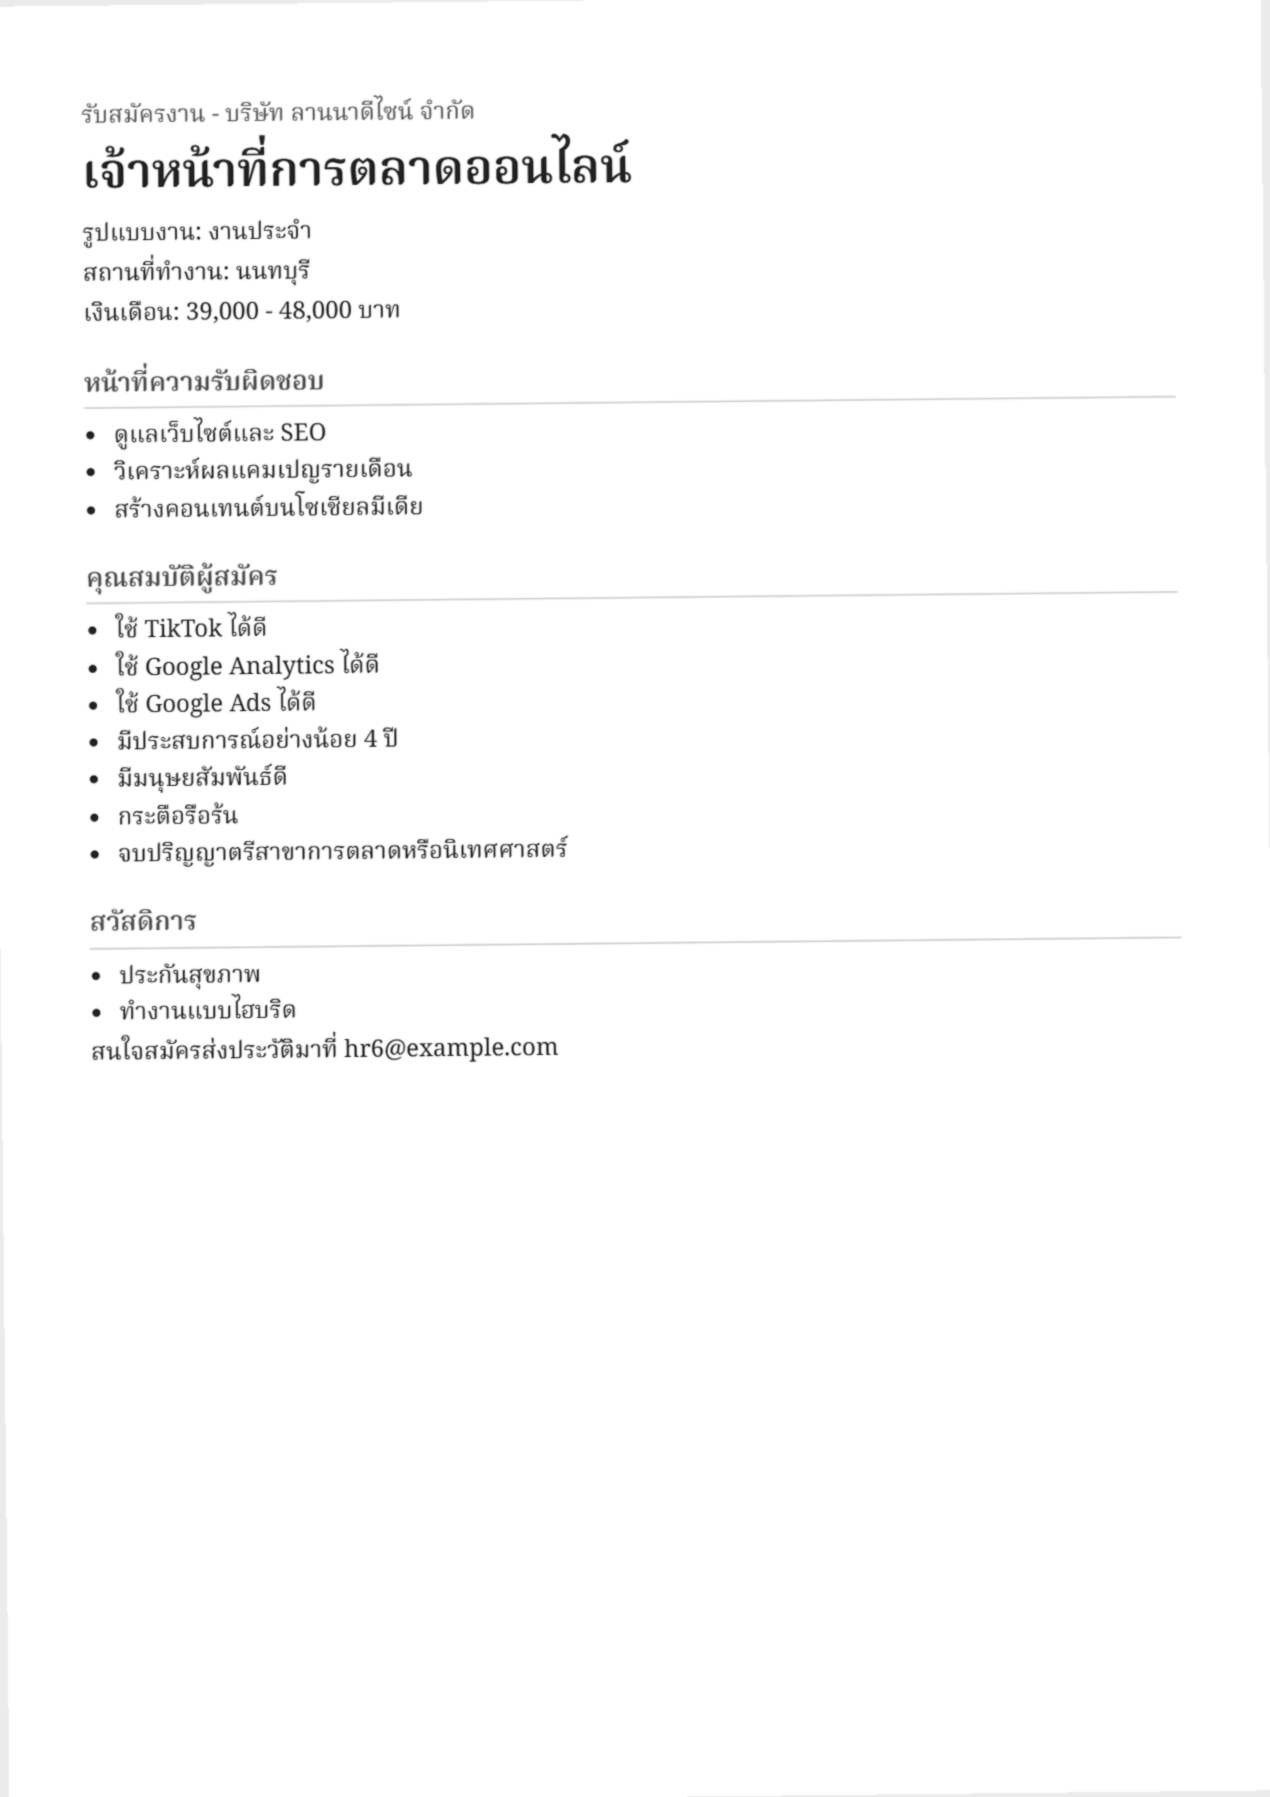 รับสมัครงาน - บริษัท ลานนาดีไซน์ จำกัด
เจ้าหน้าที่การตลาดออนไลน์
รูปแบบงาน: งานประจำ
สถานที่ทำงาน: นนทบุรี
เงินเดือน: 39,000 - 48,000 บาท
หน้าที่ความรับผิดชอบ
• ดูแลเว็บไซต์และ SEO
• วิเคราะห์ผลแคมเปญรายเดือน
• สร้างคอนเทนต์บนโซเชียลมีเดีย
คุณสมบัติผู้สมัคร
• ใช้ TikTok ได้ดี
• ใช้ Google Analytics ได้ดี
• ใช้ Google Ads ได้ดี
• มีประสบการณ์อย่างน้อย 4 ปี
• มีมนุษยสัมพันธ์ดี
• กระตือรือร้น
• จบปริญญาตรีสาขาการตลาดหรือนิเทศศาสตร์
สวัสดิการ
• ประกันสุขภาพ
• ทำงานแบบไฮบริด
สนใจสมัครส่งประวัติมาที่ hr6@example.com